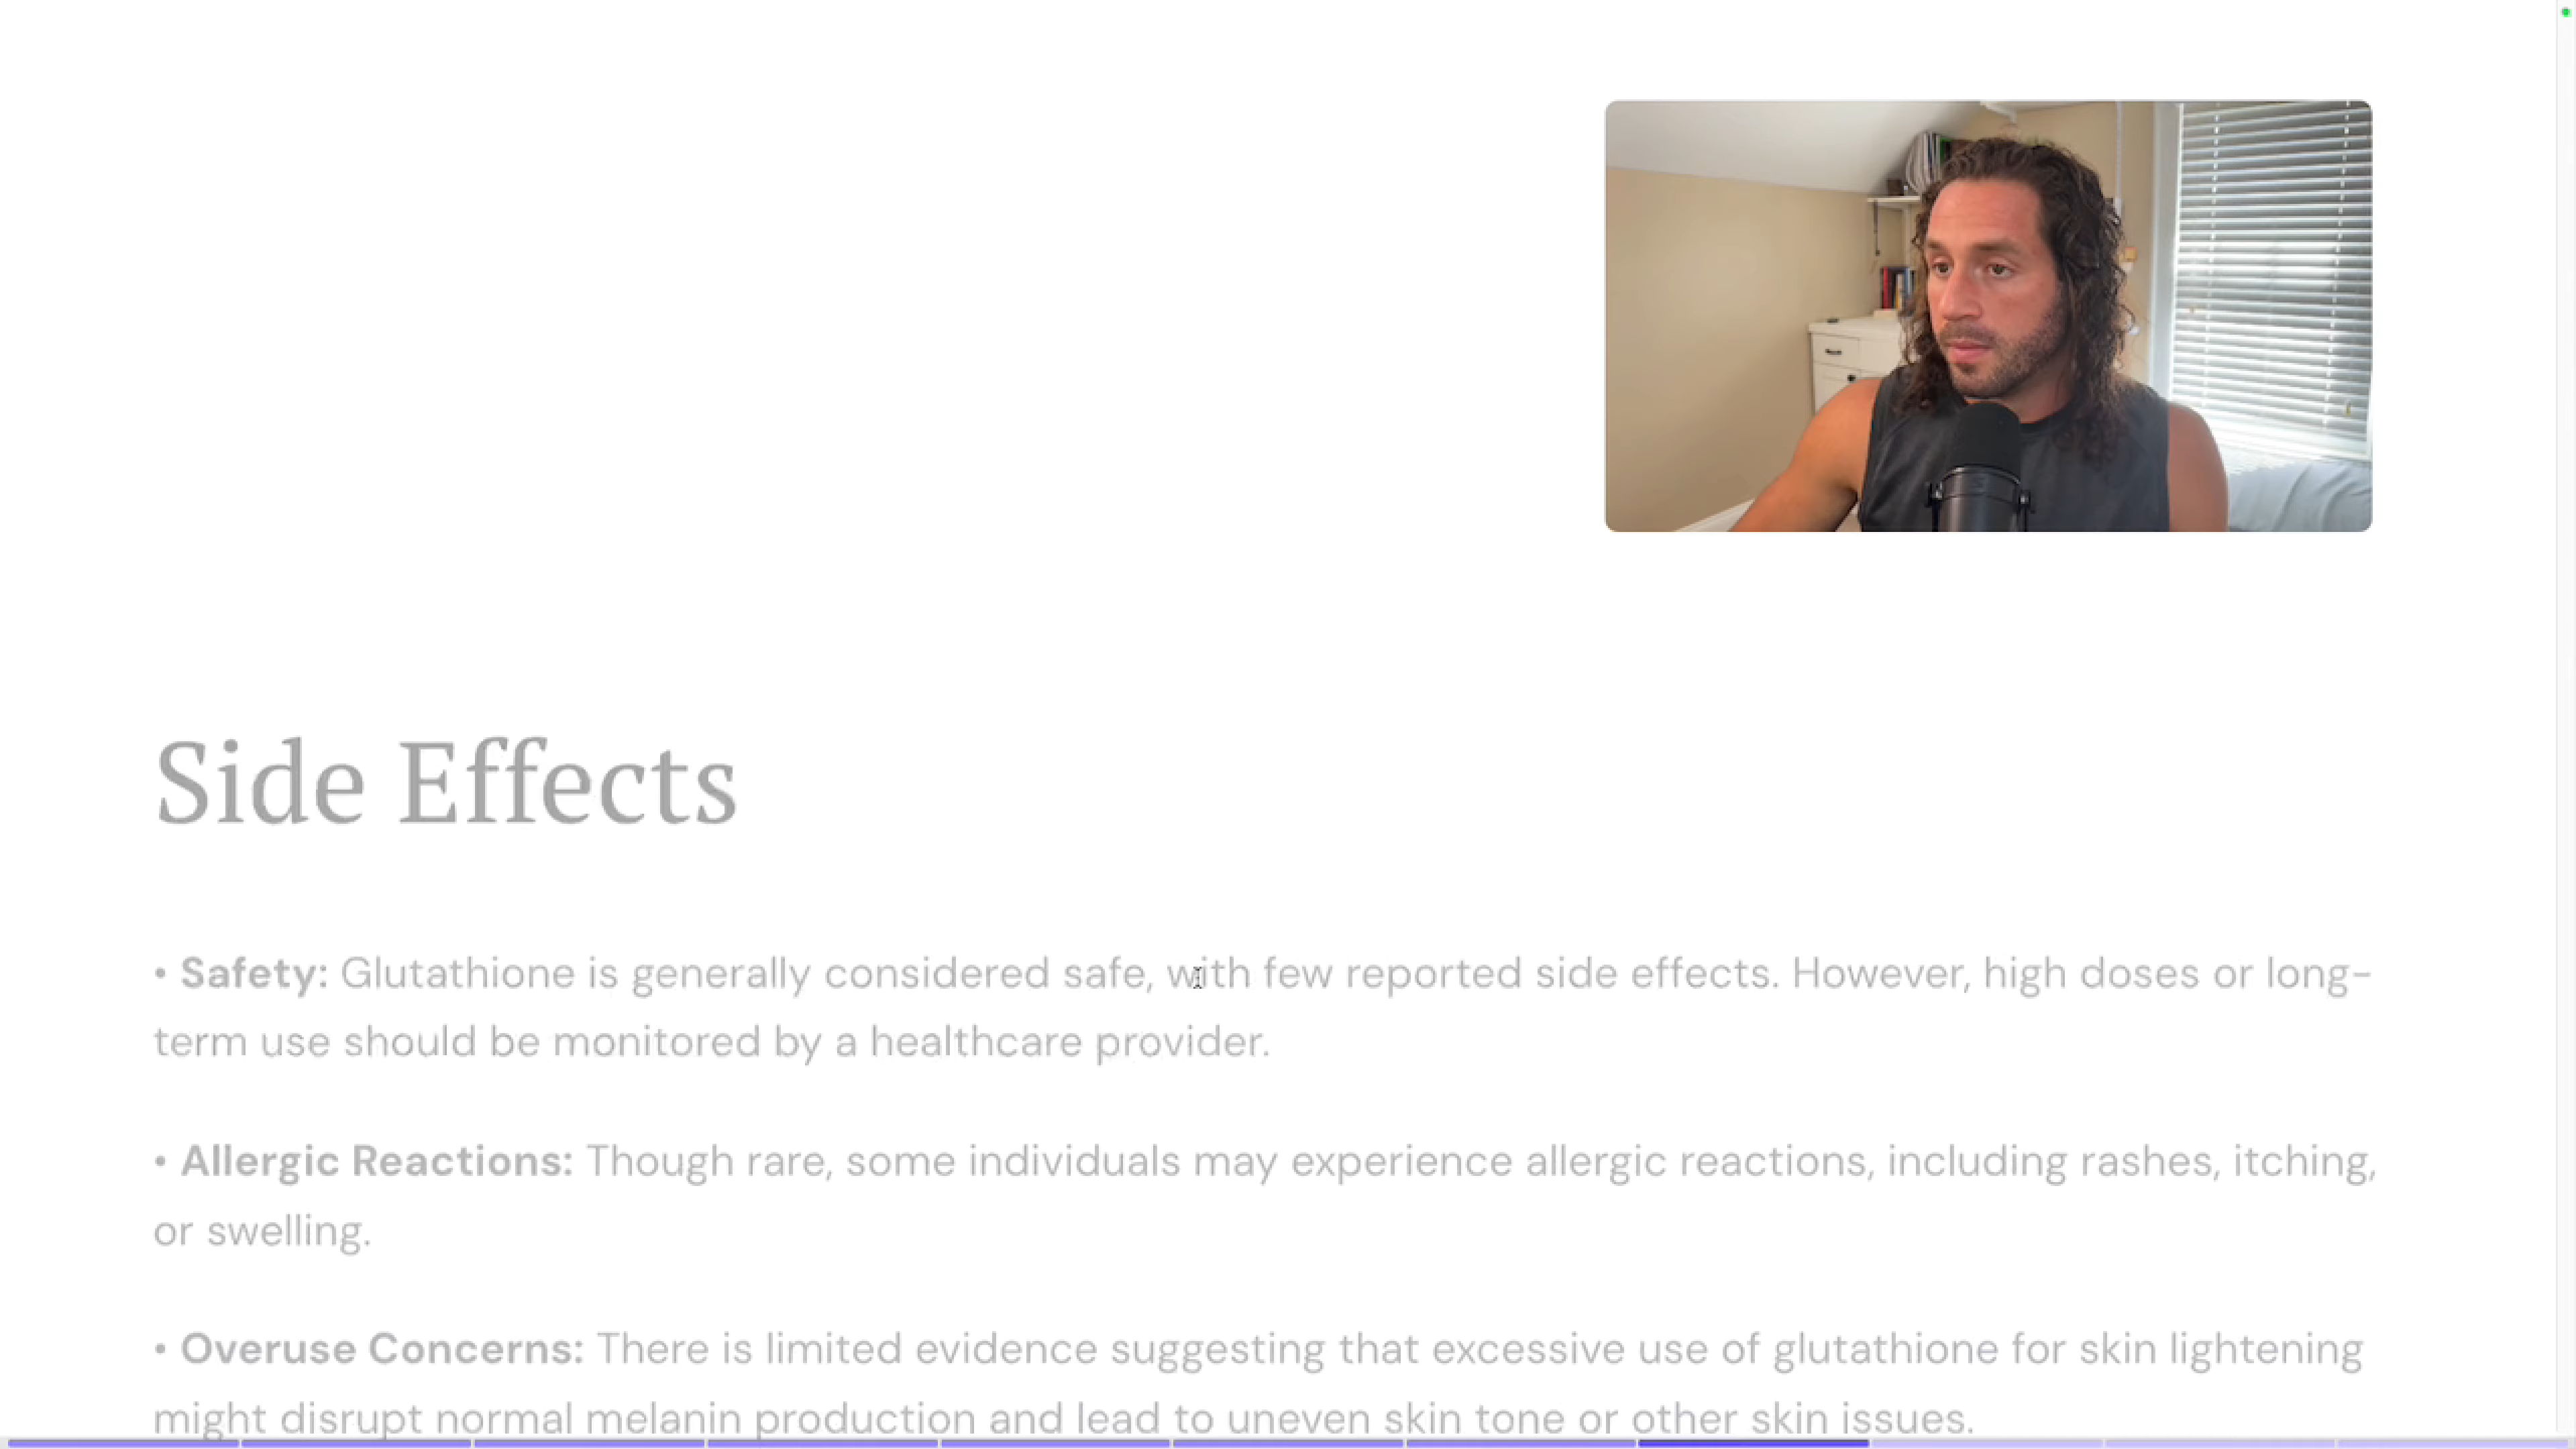 Side Effects
• Safety: Glutathione is generally considered safe, with few reported side effects. However, high doses or long-
term use should be monitored by a healthcare provider.
• Allergic Reactions: Though rare, some individuals may experience allergic reactions, including rashes, itching,
or swelling.
• Overuse Concerns: There is limited evidence suggesting that excessive use of glutathione for skin lightening
might disrupt normal melanin production and lead to uneven skin tone or other skin issues.